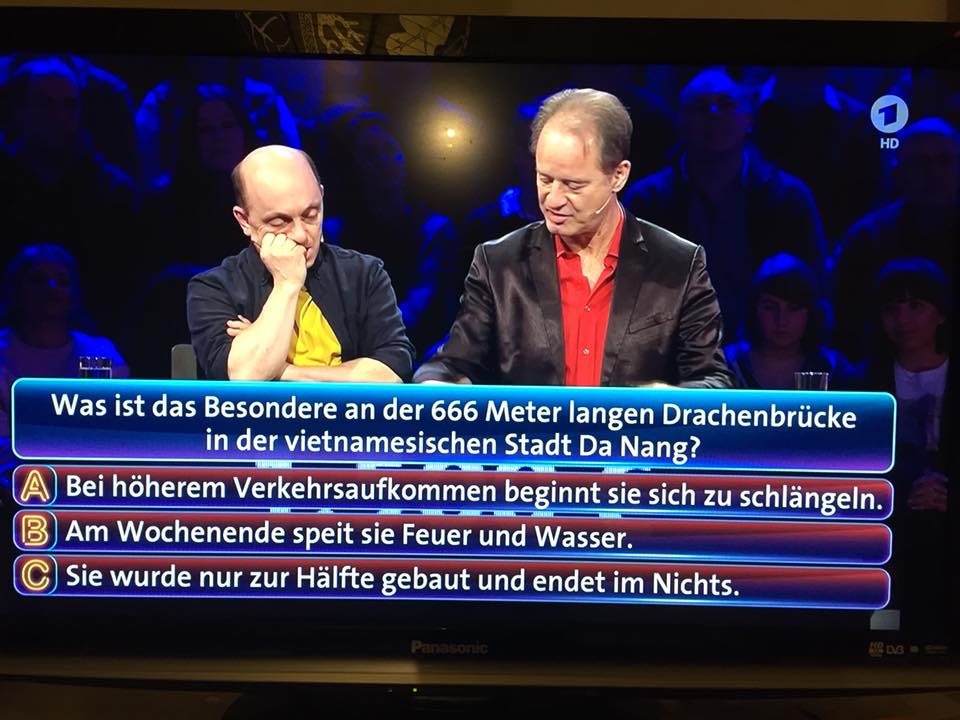 1
HD
Was ist das Besondere an der 666 Meter langen Drachenbrücke
in der vietnamesischen Stadt Da Nang?
A Bei höherem Verkehrsaufkommen beginnt sie sich zu schlängeln.
B Am Wochenende speit sie Feuer und Wasser.
C Sie wurde nur zur Hälfte gebaut und endet im Nichts.
Panasonic
DVB